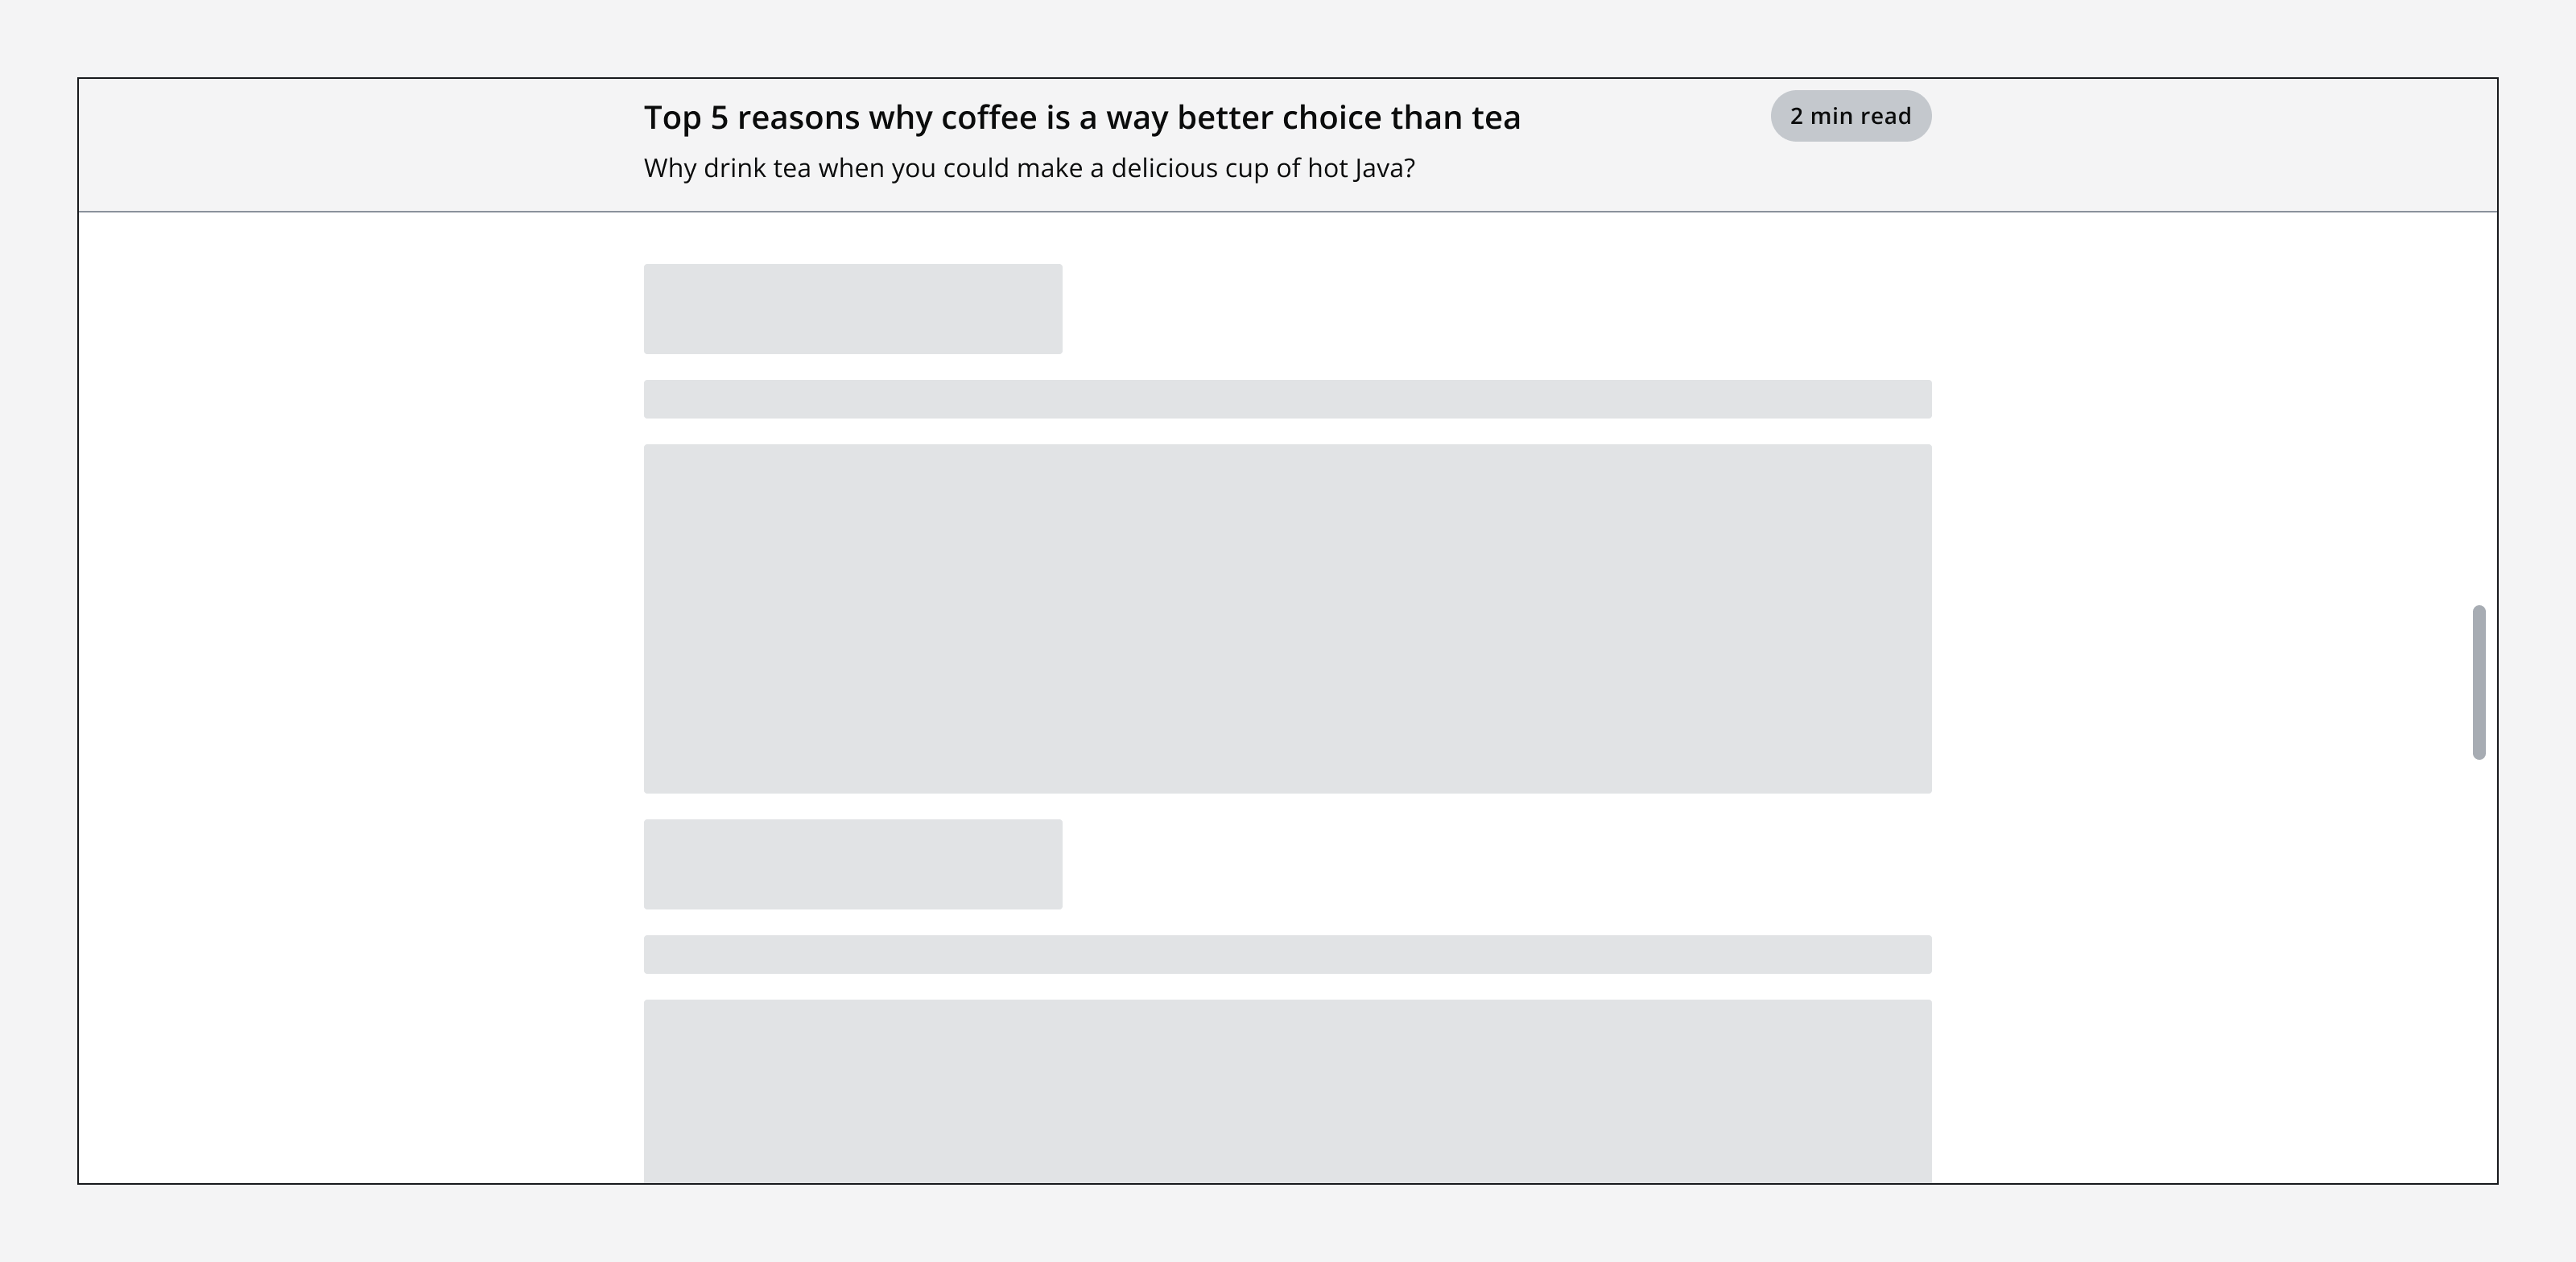 Top 5 reasons why coffee is a way better choice than tea
2 min read
Why drink tea when you could make a delicious cup of hot Java?